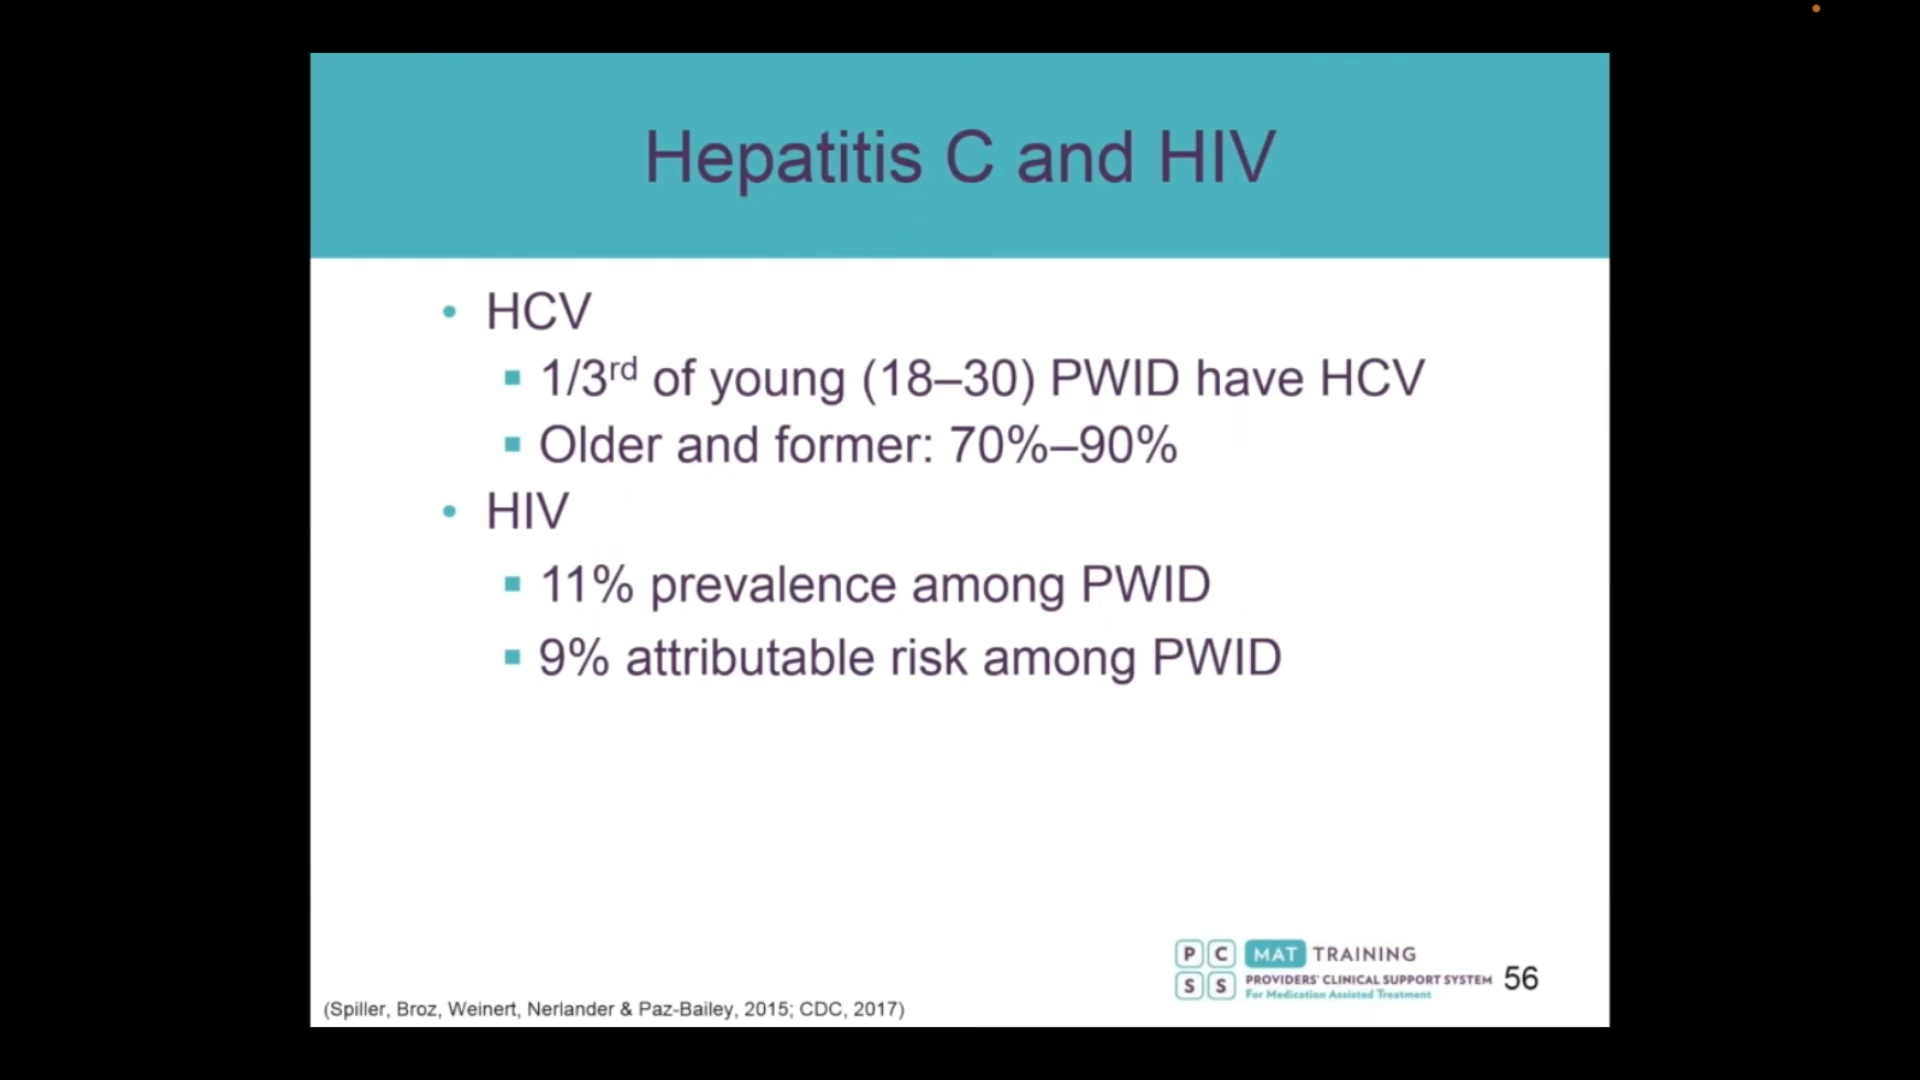 Hepatitis C and HIV
• HCV
▪ 1/3rd of young (18–30) PWID have HCV
▪ Older and former: 70%–90%
• HIV
▪ 11% prevalence among PWID
▪ 9% attributable risk among PWID
P C S S
MAT TRAINING
PROVIDERS' CLINICAL SUPPORT SYSTEM
For Medication Assisted Treatment
56
(Spiller, Broz, Weinert, Nerlander & Paz-Bailey, 2015; CDC, 2017)